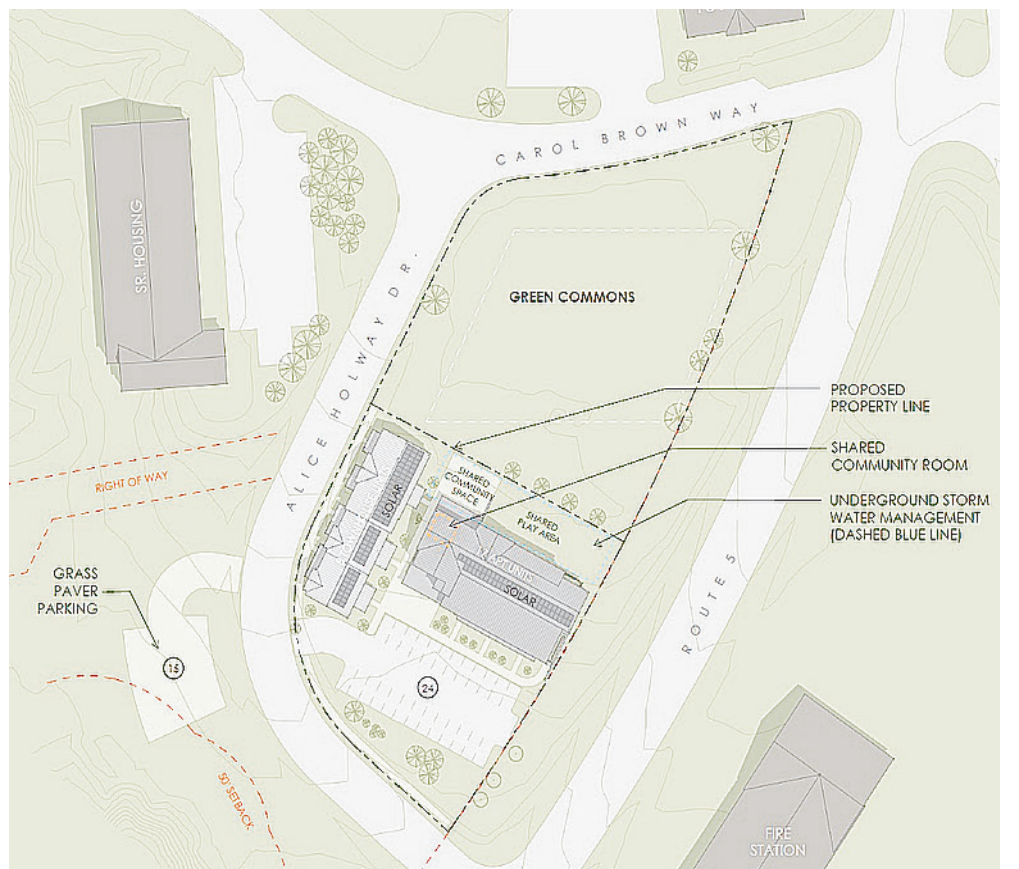 CAROL BROWN WAY
SR. HOUSING
ALICE HOLWAY DR.
GREEN COMMONS
PROPOSED
PROPERTY LINE
SHARED
COMMUNITY ROOM
UNDERGROUND STORM
WATER MANAGEMENT
(DASHED BLUE LINE)
RIGHT OF WAY
SHARED
COMMUNITY
SPACE
SHARED
PLAY AREA
SOLAR
SOLAR
ROUTE 5
GRASS
PAVER
PARKING
15
24
50' SETBACK
FIRE
STATION